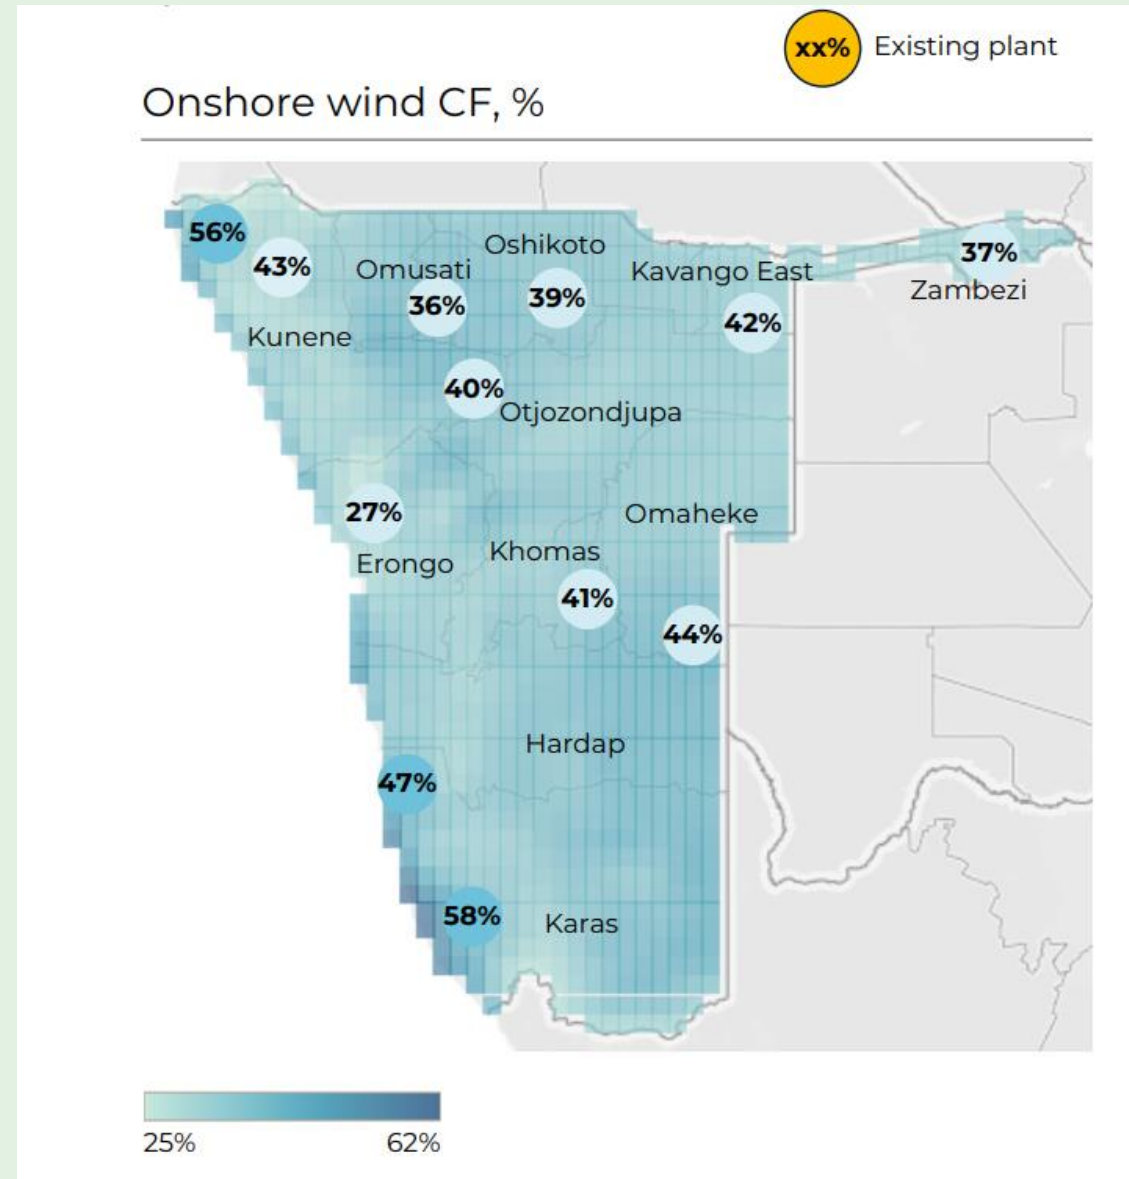 xx% Existing plant
Onshore wind CF, %
56%
43%
Oshikoto
Omusati
Kavango East
37%
36%
39%
Zambezi
42%
Kunene
40%
Otjozondjupa
27%
Omaheke
Khomas
Erongo
41%
44%
Hardap
47%
58%
Karas
25% 62%